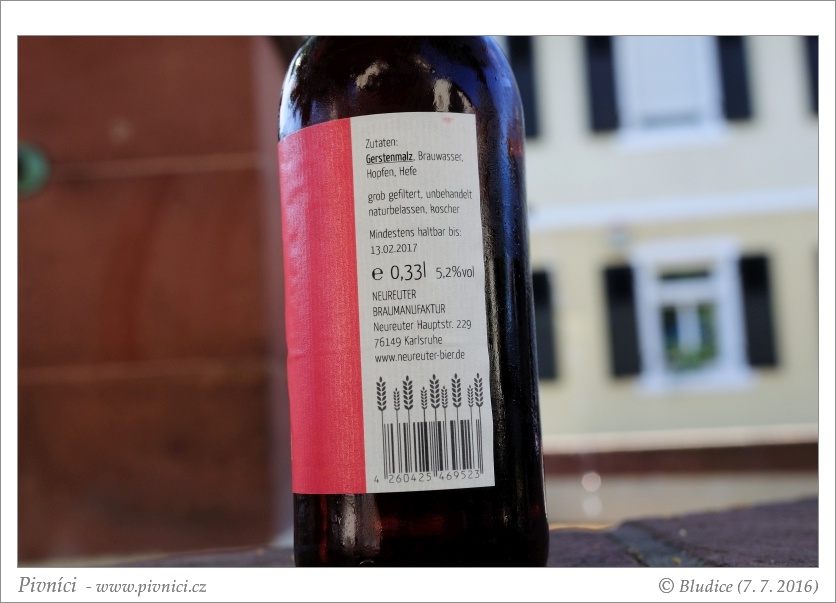 Zutaten:
Gerstenmalz, Brauwasser,
Hopfen, Hefe
grob gefiltert, unbehandelt
naturbelassen, koscher
Mindestens haltbar bis:
13.02.2017
e 0,33l 5,2%vol
NEUREUTER
BRAUMANUFAKTUR
Neureuter Hauptstr. 229
76149 Karlsruhe
www.neureuter-bier.de
4 260425 469523
Pivníci - www.pivnici.cz
© Bludice (7. 7. 2016)